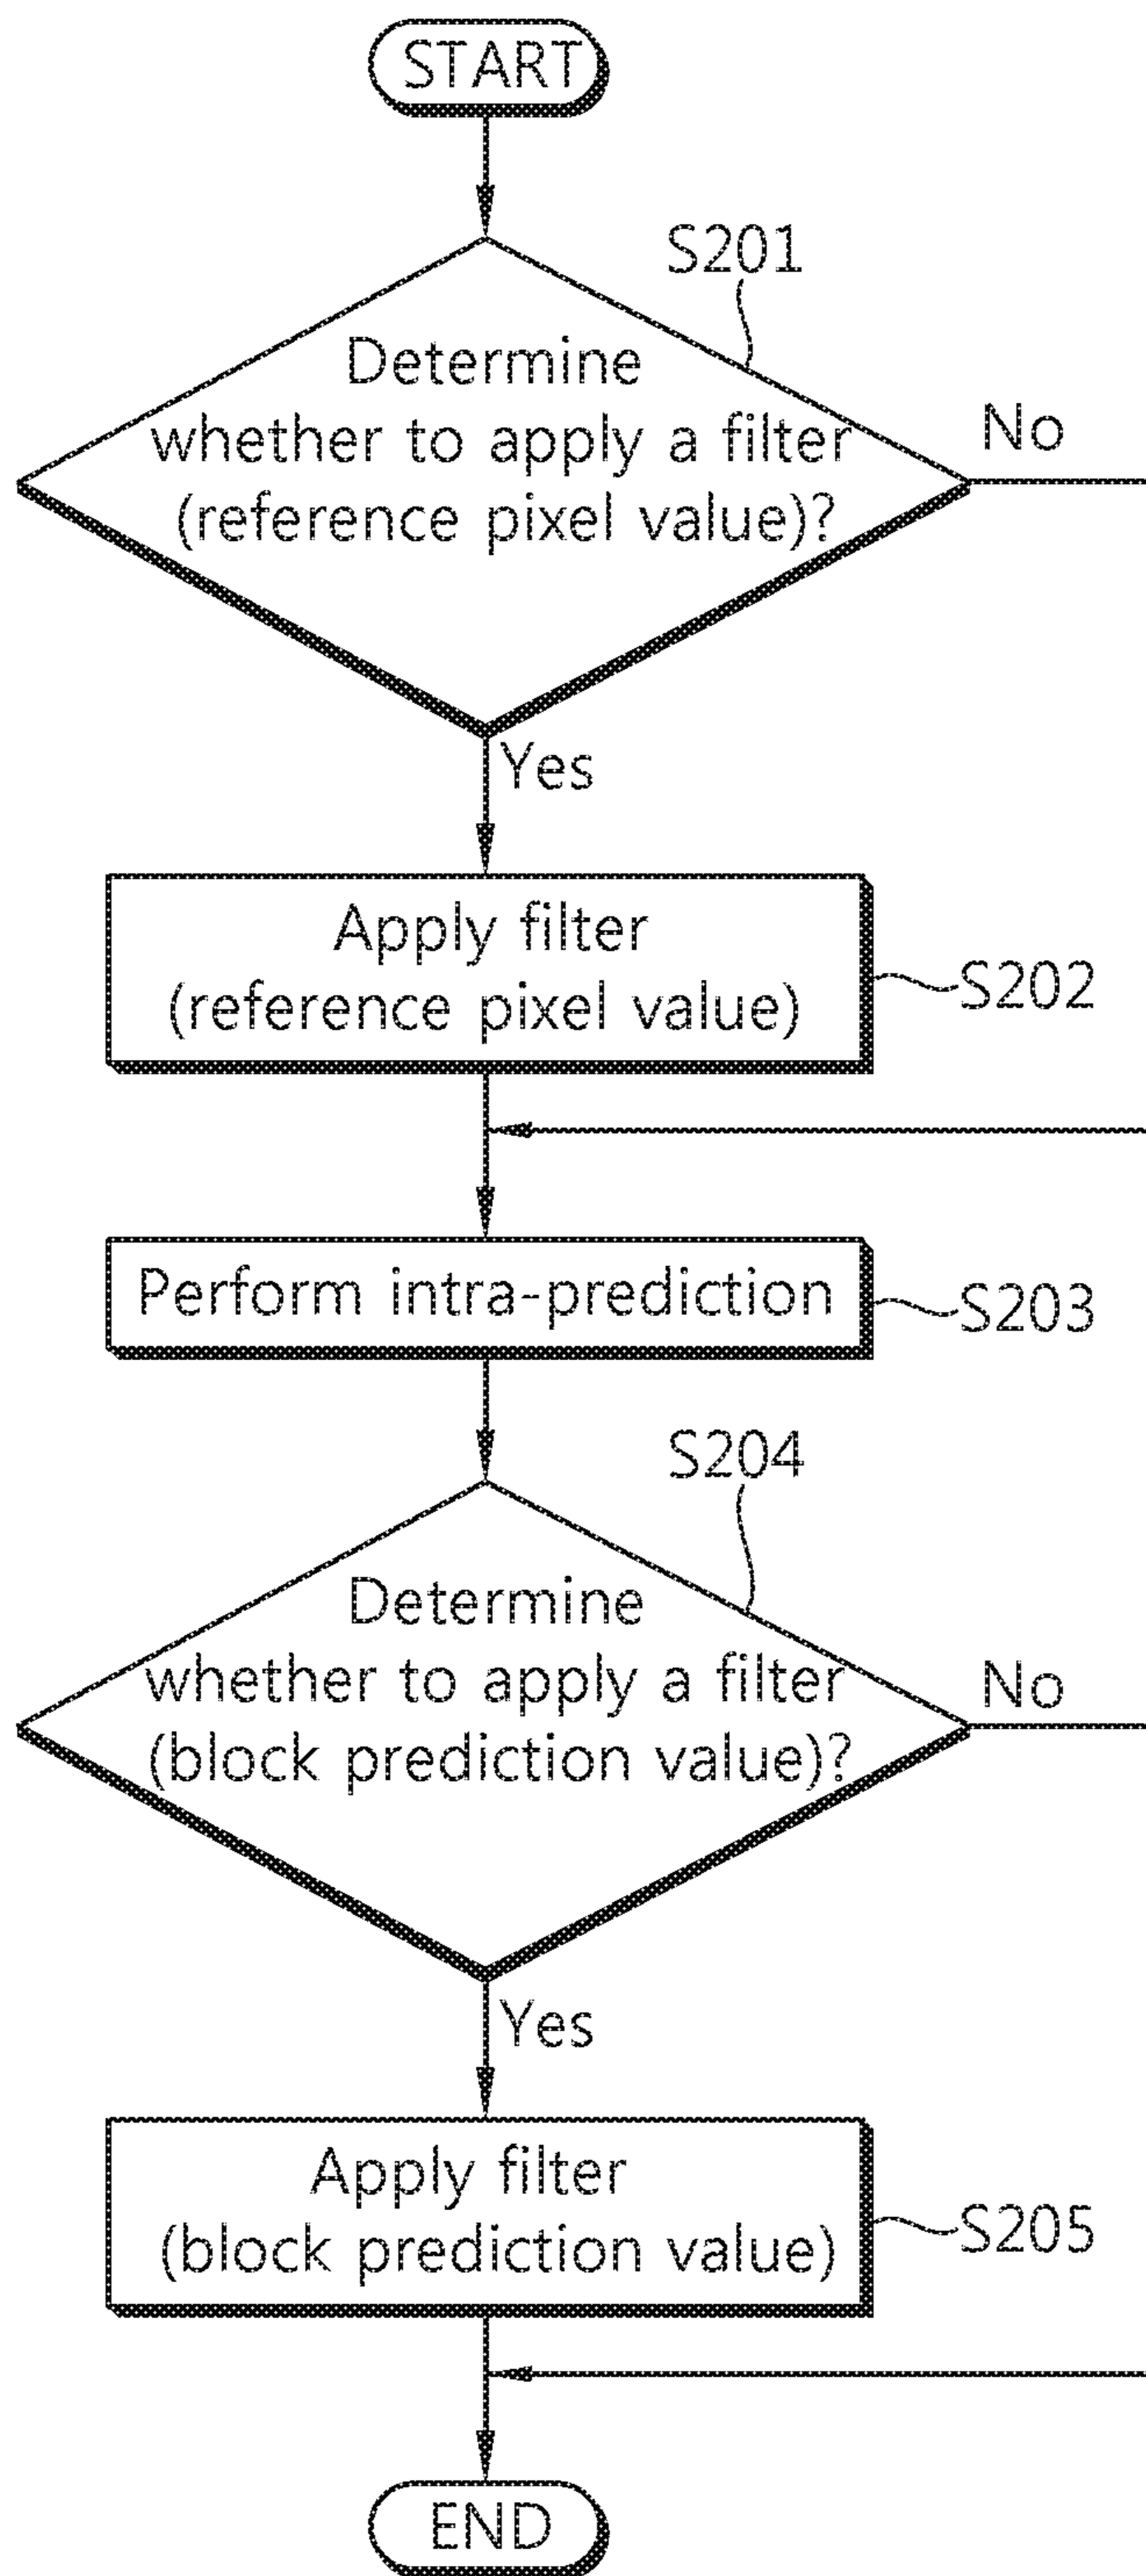 START
S201
Determine
whether to apply a filter
(reference pixel value)?
No
Yes
Apply filter
(reference pixel value)
S202
Perform intra-prediction
S203
S204
Determine
whether to apply a filter
(block prediction value)?
No
Yes
Apply filter
(block prediction value)
S205
END